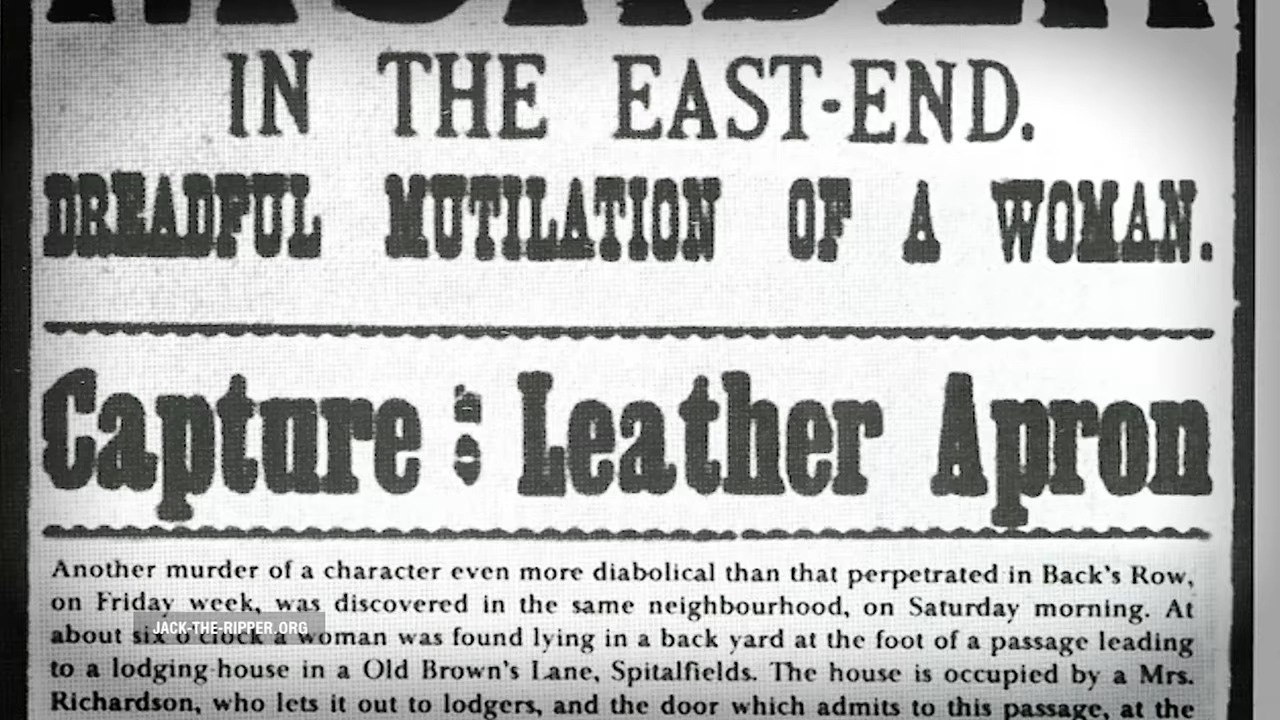 IN THE EAST-END.
DREADFUL MUTILATION OF A WOMAN.
Capture : Leather Apron
Another murder of a character even more diabolical than that perpetrated in Back's Row,
on Friday week, was discovered in the same neighbourhood, on Saturday morning. At
about six o'clock a woman was found lying in a back yard at the foot of a passage leading
JACK-THE-RIPPER.ORG
to a lodging-house in a Old Brown's Lane, Spitalfields. The house is occupied by a Mrs.
Richardson, who lets it out to lodgers, and the door which admits to this passage, at the